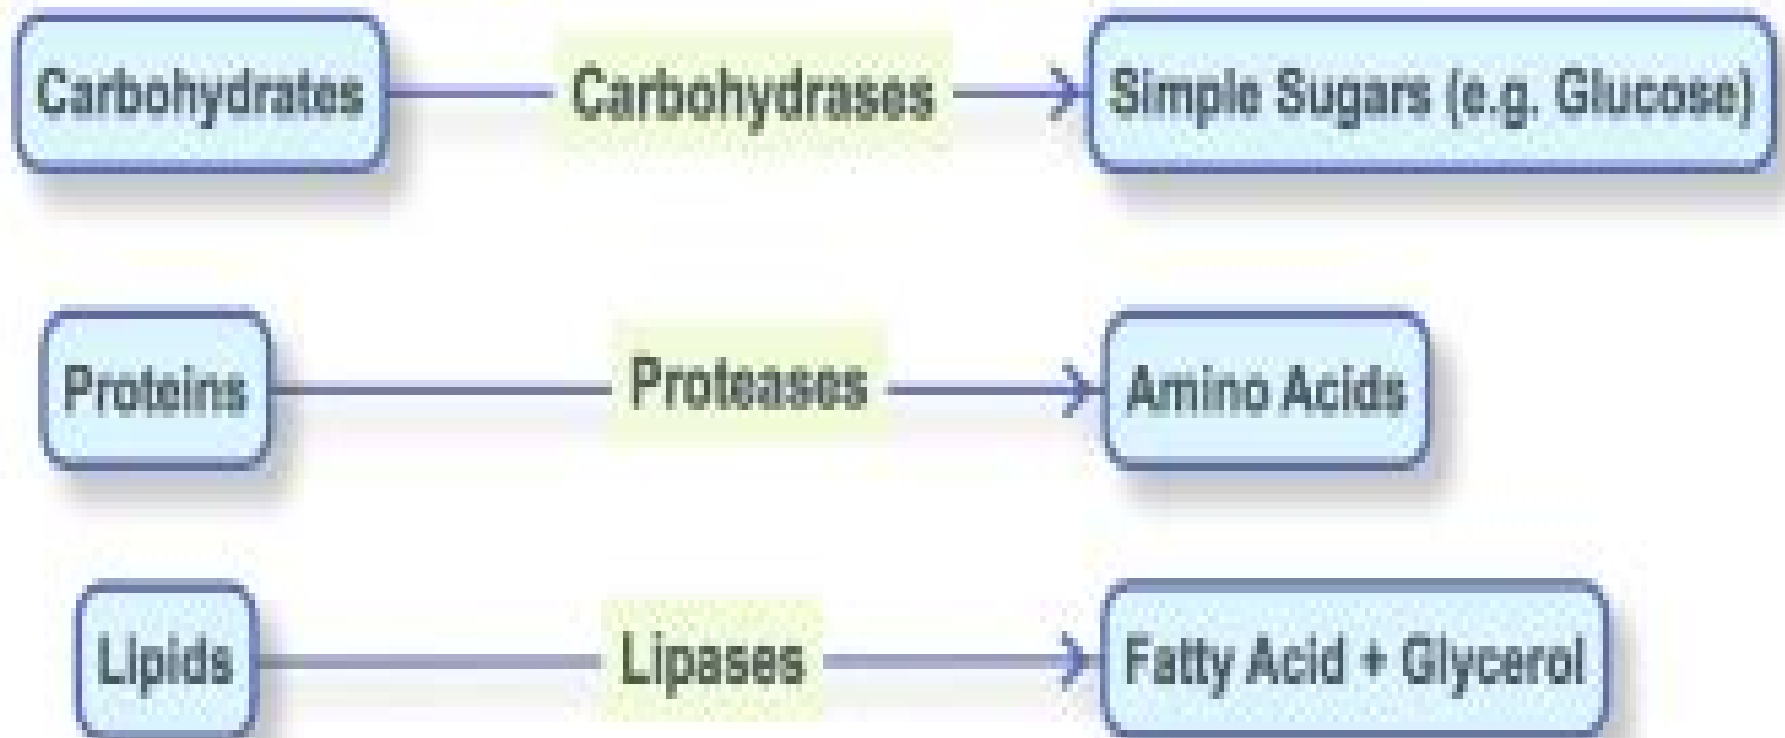 Carbohydrates Carbohydrases Simple Sugars (e.g. Glucose)
Proteins Proteases Amino Acids
Lipids Lipases Fatty Acid + Glycerol